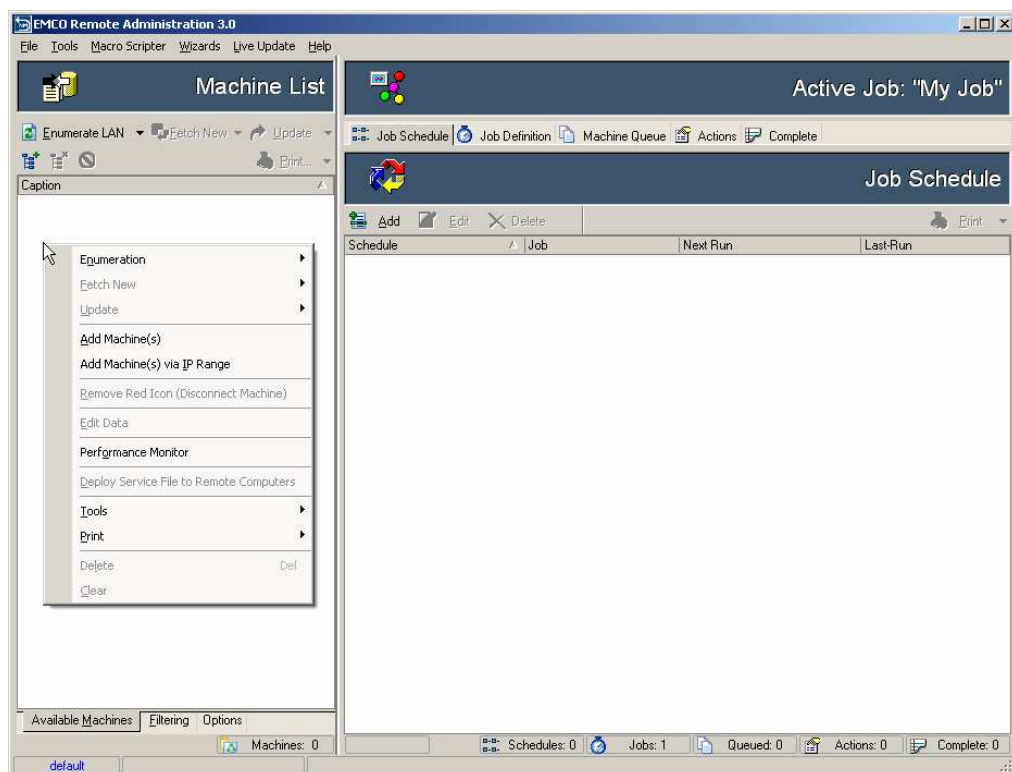 EMCO Remote Administration 3.0
File Tools Macro Scripter Wizards Live Update Help
Machine List
Enumerate LAN Fetch New Update
Print...
Caption
Enumeration
Fetch New
Update
Add Machine(s)
Add Machine(s) via IP Range
Remove Red Icon (Disconnect Machine)
Edit Data
Performance Monitor
Deploy Service File to Remote Computers
Tools
Print
Delete Del
Clear
Available Machines Filtering Options
Machines: 0
default
Active Job: "My Job"
Job Schedule Job Definition Machine Queue Actions Complete
Job Schedule
Add Edit Delete Print
Schedule Job Next Run Last-Run
Schedules: 0 Jobs: 1 Queued: 0 Actions: 0 Complete: 0